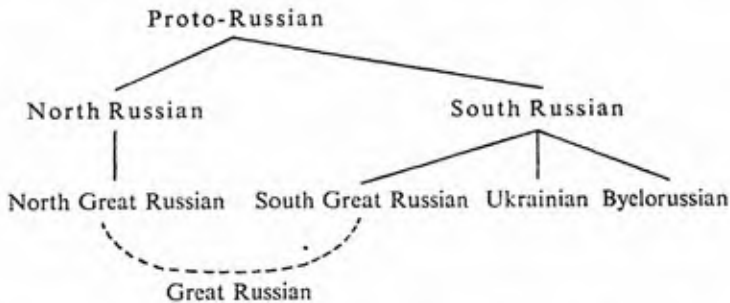 Proto-Russian
North Russian South Russian
North Great Russian South Great Russian Ukrainian Byelorussian
Great Russian